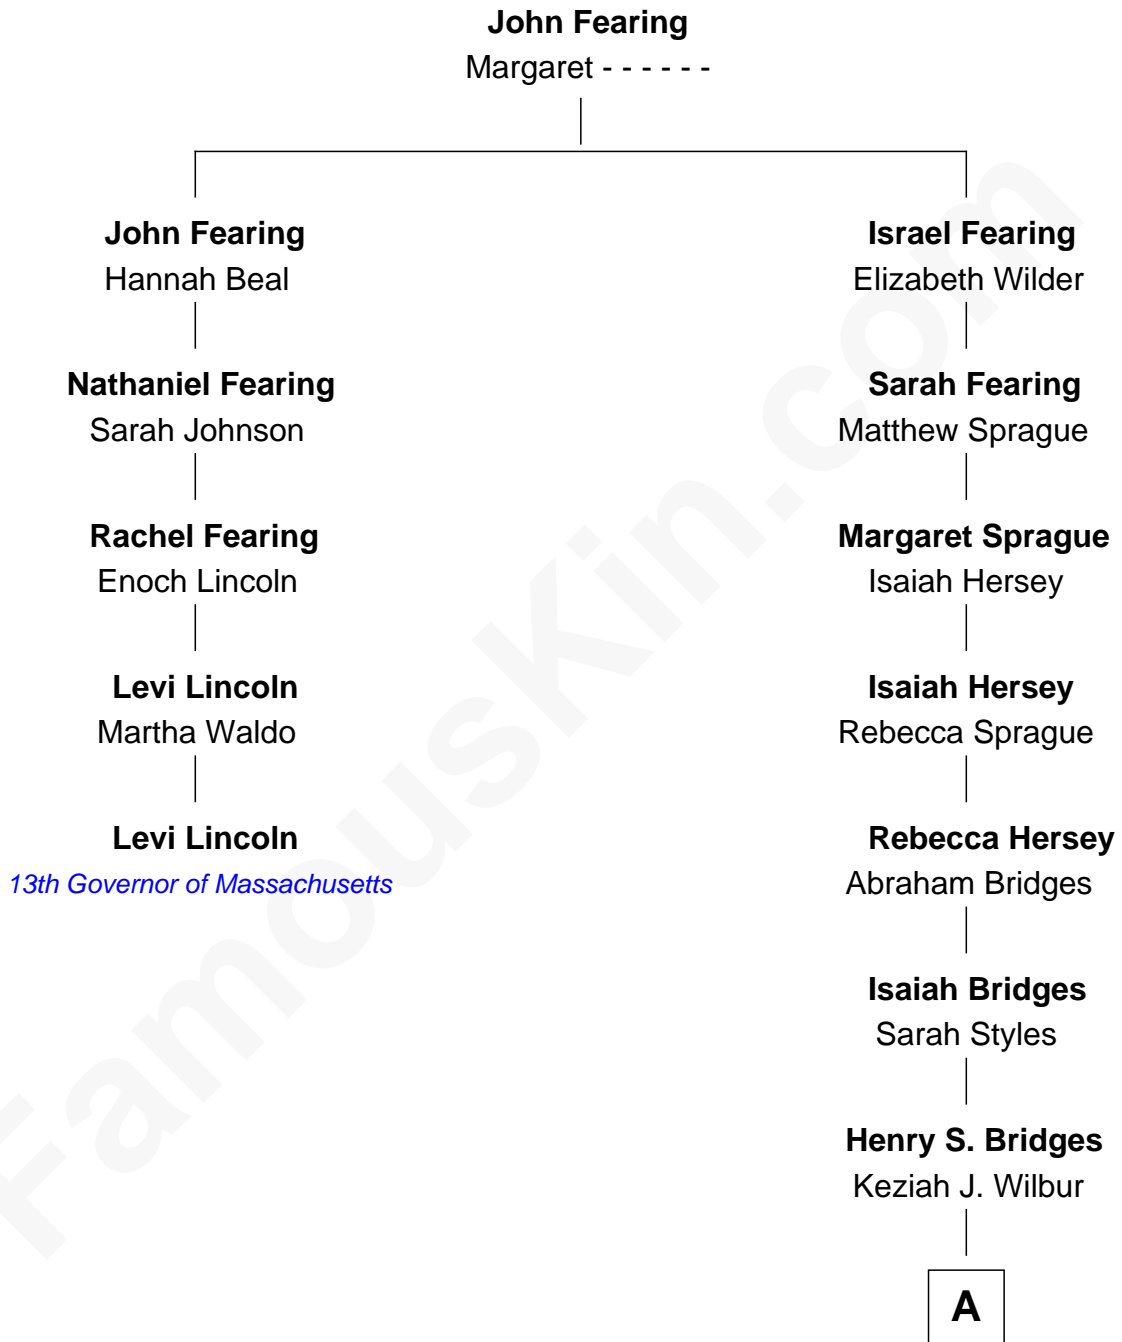 John Fearing
Margaret - - - - - -
John Fearing
Hannah Beal
Nathaniel Fearing
Sarah Johnson
Rachel Fearing
Enoch Lincoln
Levi Lincoln
Martha Waldo
Levi Lincoln
13th Governor of Massachusetts
Israel Fearing
Elizabeth Wilder
Sarah Fearing
Matthew Sprague
Margaret Sprague
Isaiah Hersey
Isaiah Hersey
Rebecca Sprague
Rebecca Hersey
Abraham Bridges
Isaiah Bridges
Sarah Styles
Henry S. Bridges
Keziah J. Wilbur
A
FamousKin.com